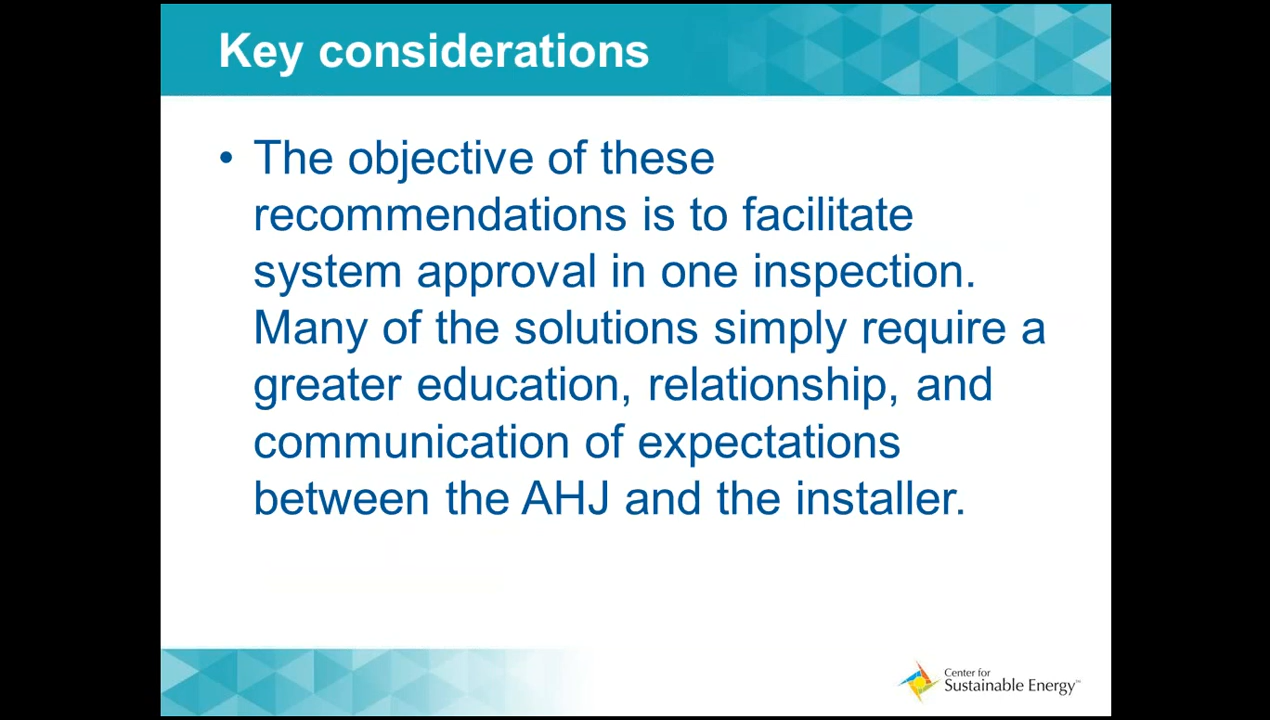 Key considerations
• The objective of these
recommendations is to facilitate
system approval in one inspection.
Many of the solutions simply require a
greater education, relationship, and
communication of expectations
between the AHJ and the installer.
Center for
Sustainable Energy™